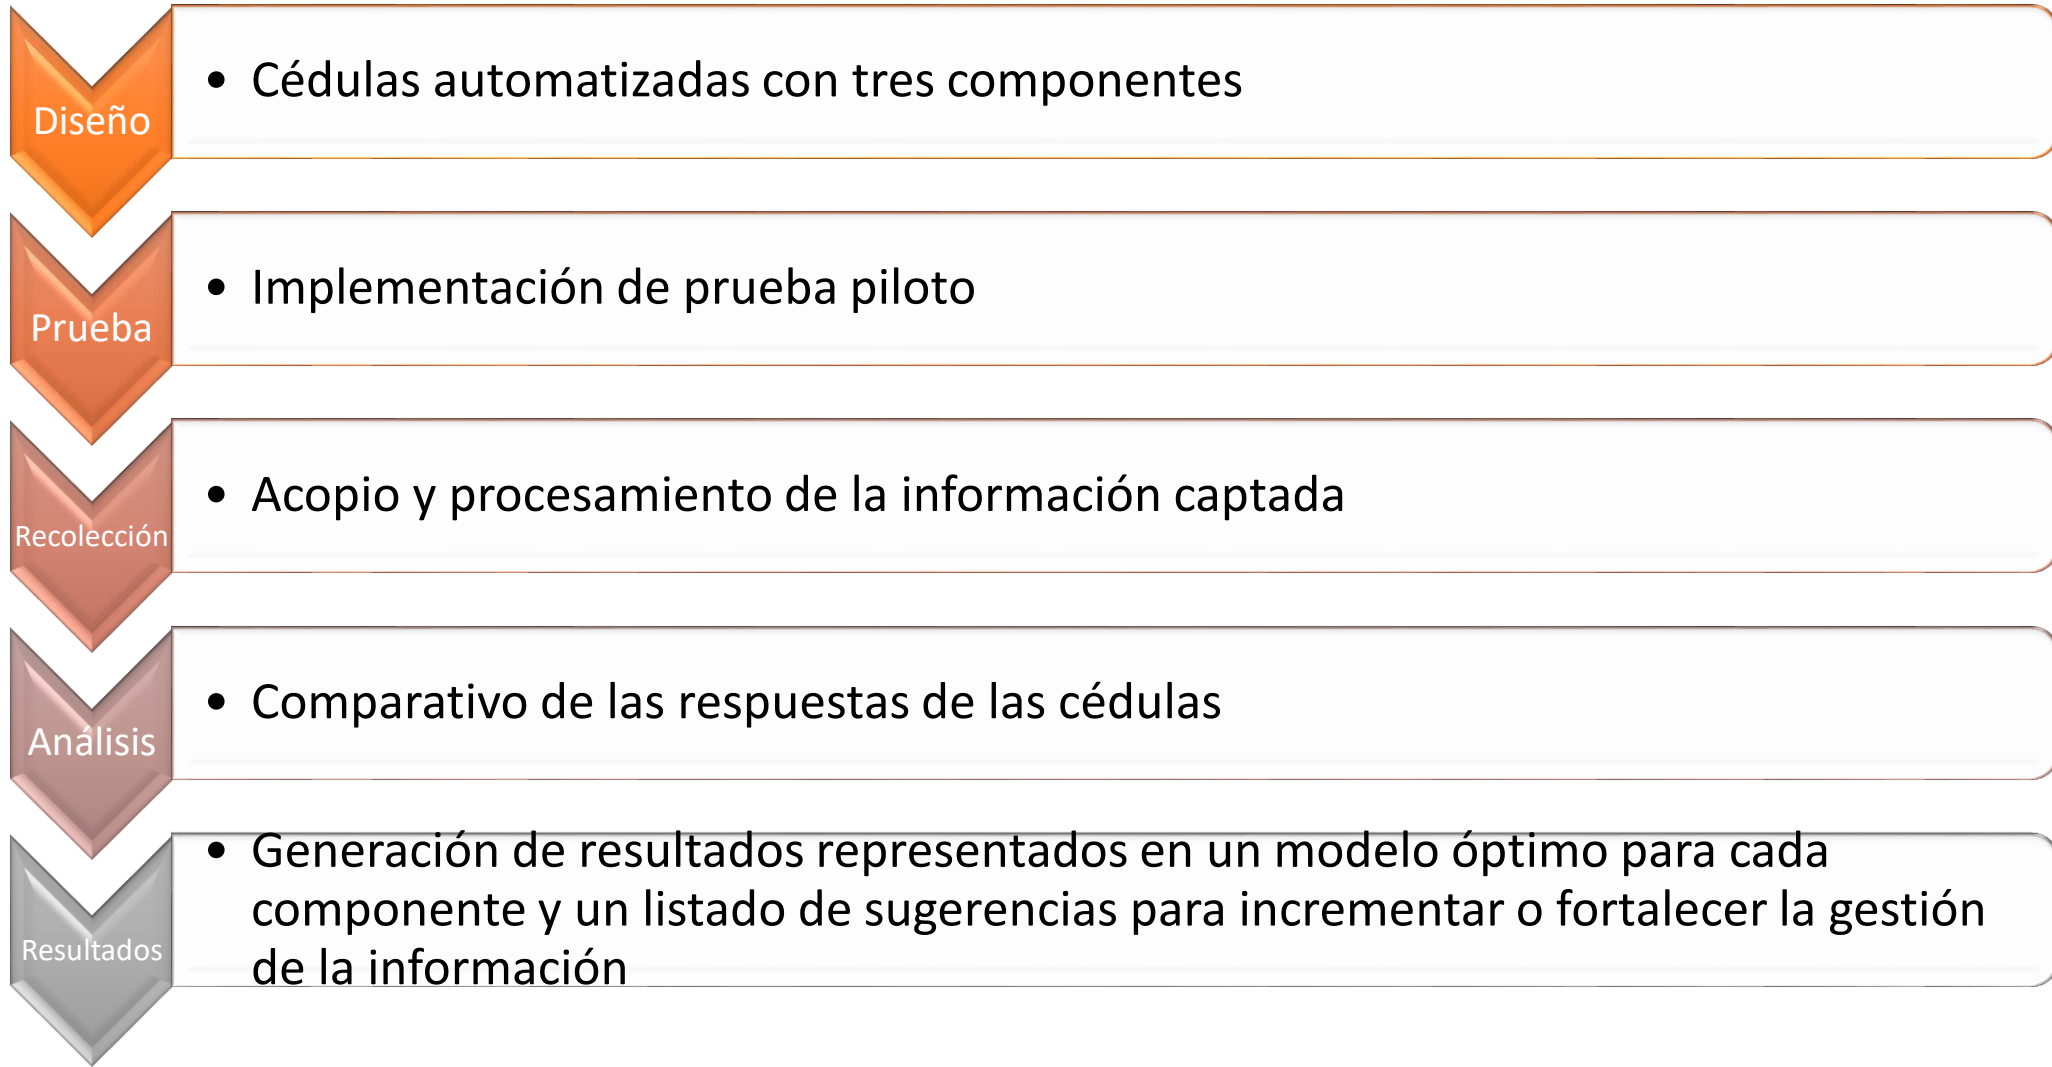 Diseño
• Cédulas automatizadas con tres componentes
Prueba
• Implementación de prueba piloto
Recolección
• Acopio y procesamiento de la información captada
Análisis
• Comparativo de las respuestas de las cédulas
Resultados
• Generación de resultados representados en un modelo óptimo para cada
componente y un listado de sugerencias para incrementar o fortalecer la gestión
de la información